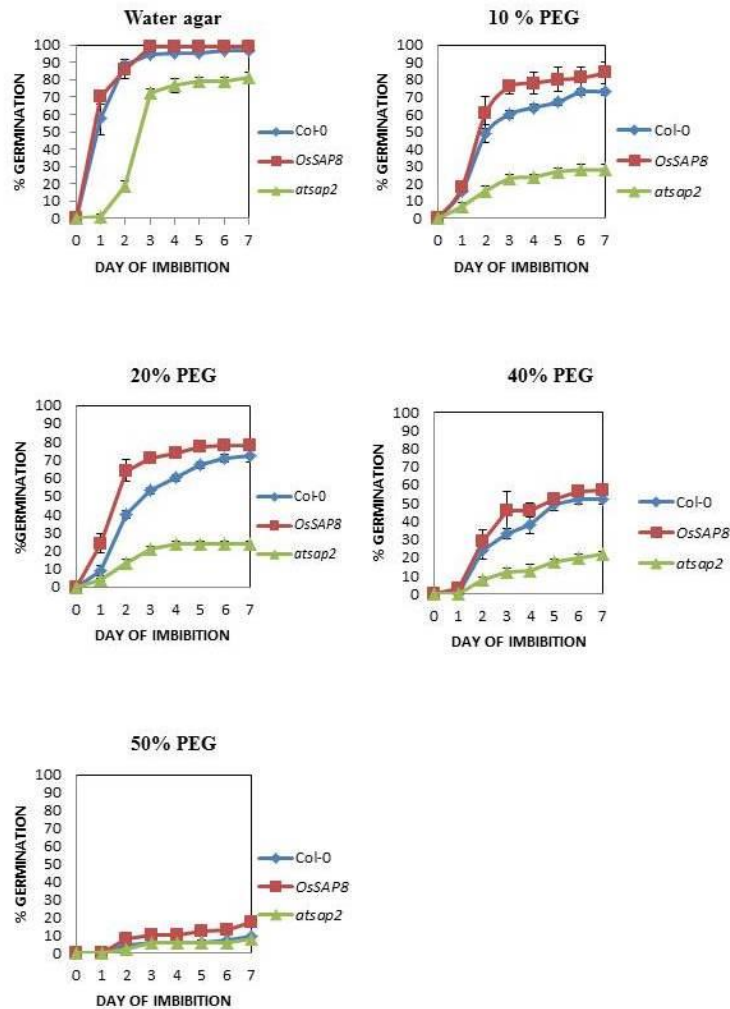 Water agar
% GERMINATION
100
90
80
70
60
50
40
30
20
10
0
0 1 2 3 4 5 6 7
DAY OF IMBIBITION
Col-0
OsSAP8
atsap2
10 % PEG
% GERMINATION
100
90
80
70
60
50
40
30
20
10
0
0 1 2 3 4 5 6 7
DAY OF IMBIBITION
Col-0
OsSAP8
atsap2
20% PEG
%GERMINATION
100
90
80
70
60
50
40
30
20
10
0
0 1 2 3 4 5 6 7
DAY OF IMBIBITION
Col-0
OsSAP8
atsap2
40% PEG
% GERMINATION
100
90
80
70
60
50
40
30
20
10
0
0 1 2 3 4 5 6 7
DAY OF IMBIBITION
Col-0
OsSAP8
atsap2
50% PEG
% GERMINATION
100
90
80
70
60
50
40
30
20
10
0
0 1 2 3 4 5 6 7
DAY OF IMBIBITION
Col-0
OsSAP8
atsap2